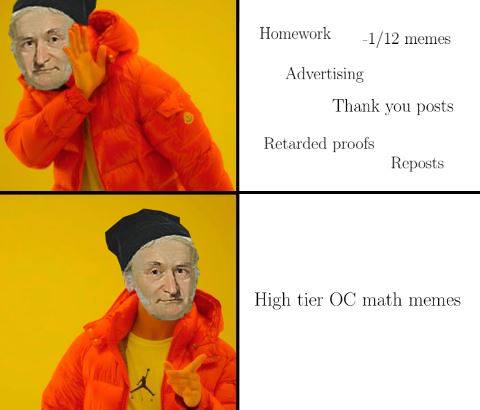 Homework
-1/12 memes
Advertising
Thank you posts
Retarded proofs
Reposts
High tier OC math memes